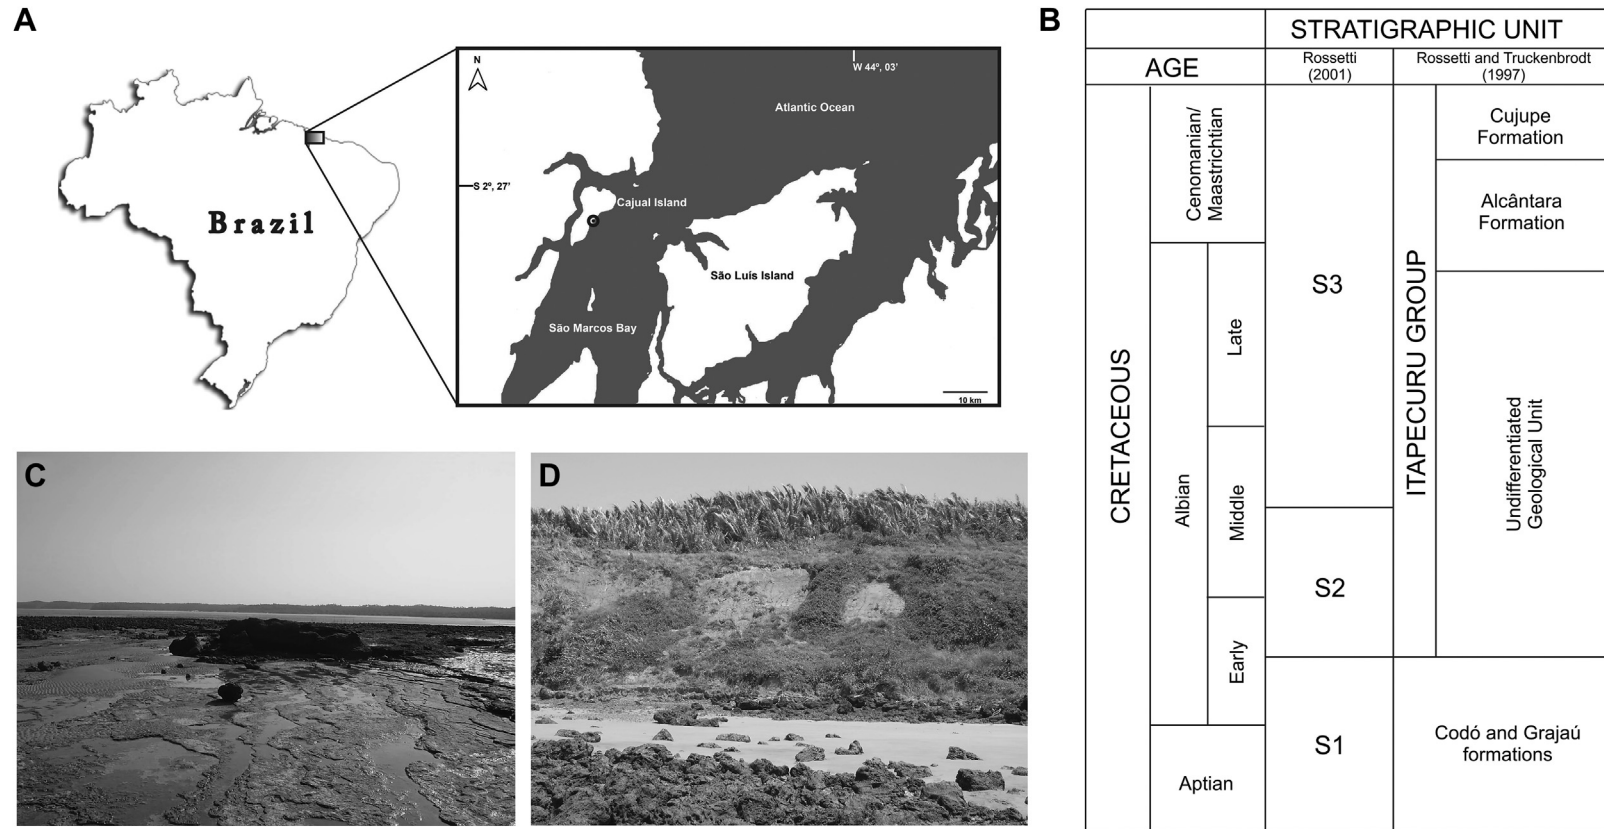 A
N
W 44º, 03'
Atlantic Ocean
S 2º, 27'
Cajual Island
Brazil
São Luís Island
São Marcos Bay
10 km
B
STRATIGRAPHIC UNIT
AGE
Rossetti
(2001)
Rossetti and Truckenbrodt
(1997)
CRETACEOUS
Cenomanian/
Maastrichtian
Albian
Late
Middle
Early
Aptian
S3
S2
S1
ITAPECURU GROUP
Cujupe
Formation
Alcântara
Formation
Undifferentiated
Geological Unit
Codó and Grajaú
formations
C
D